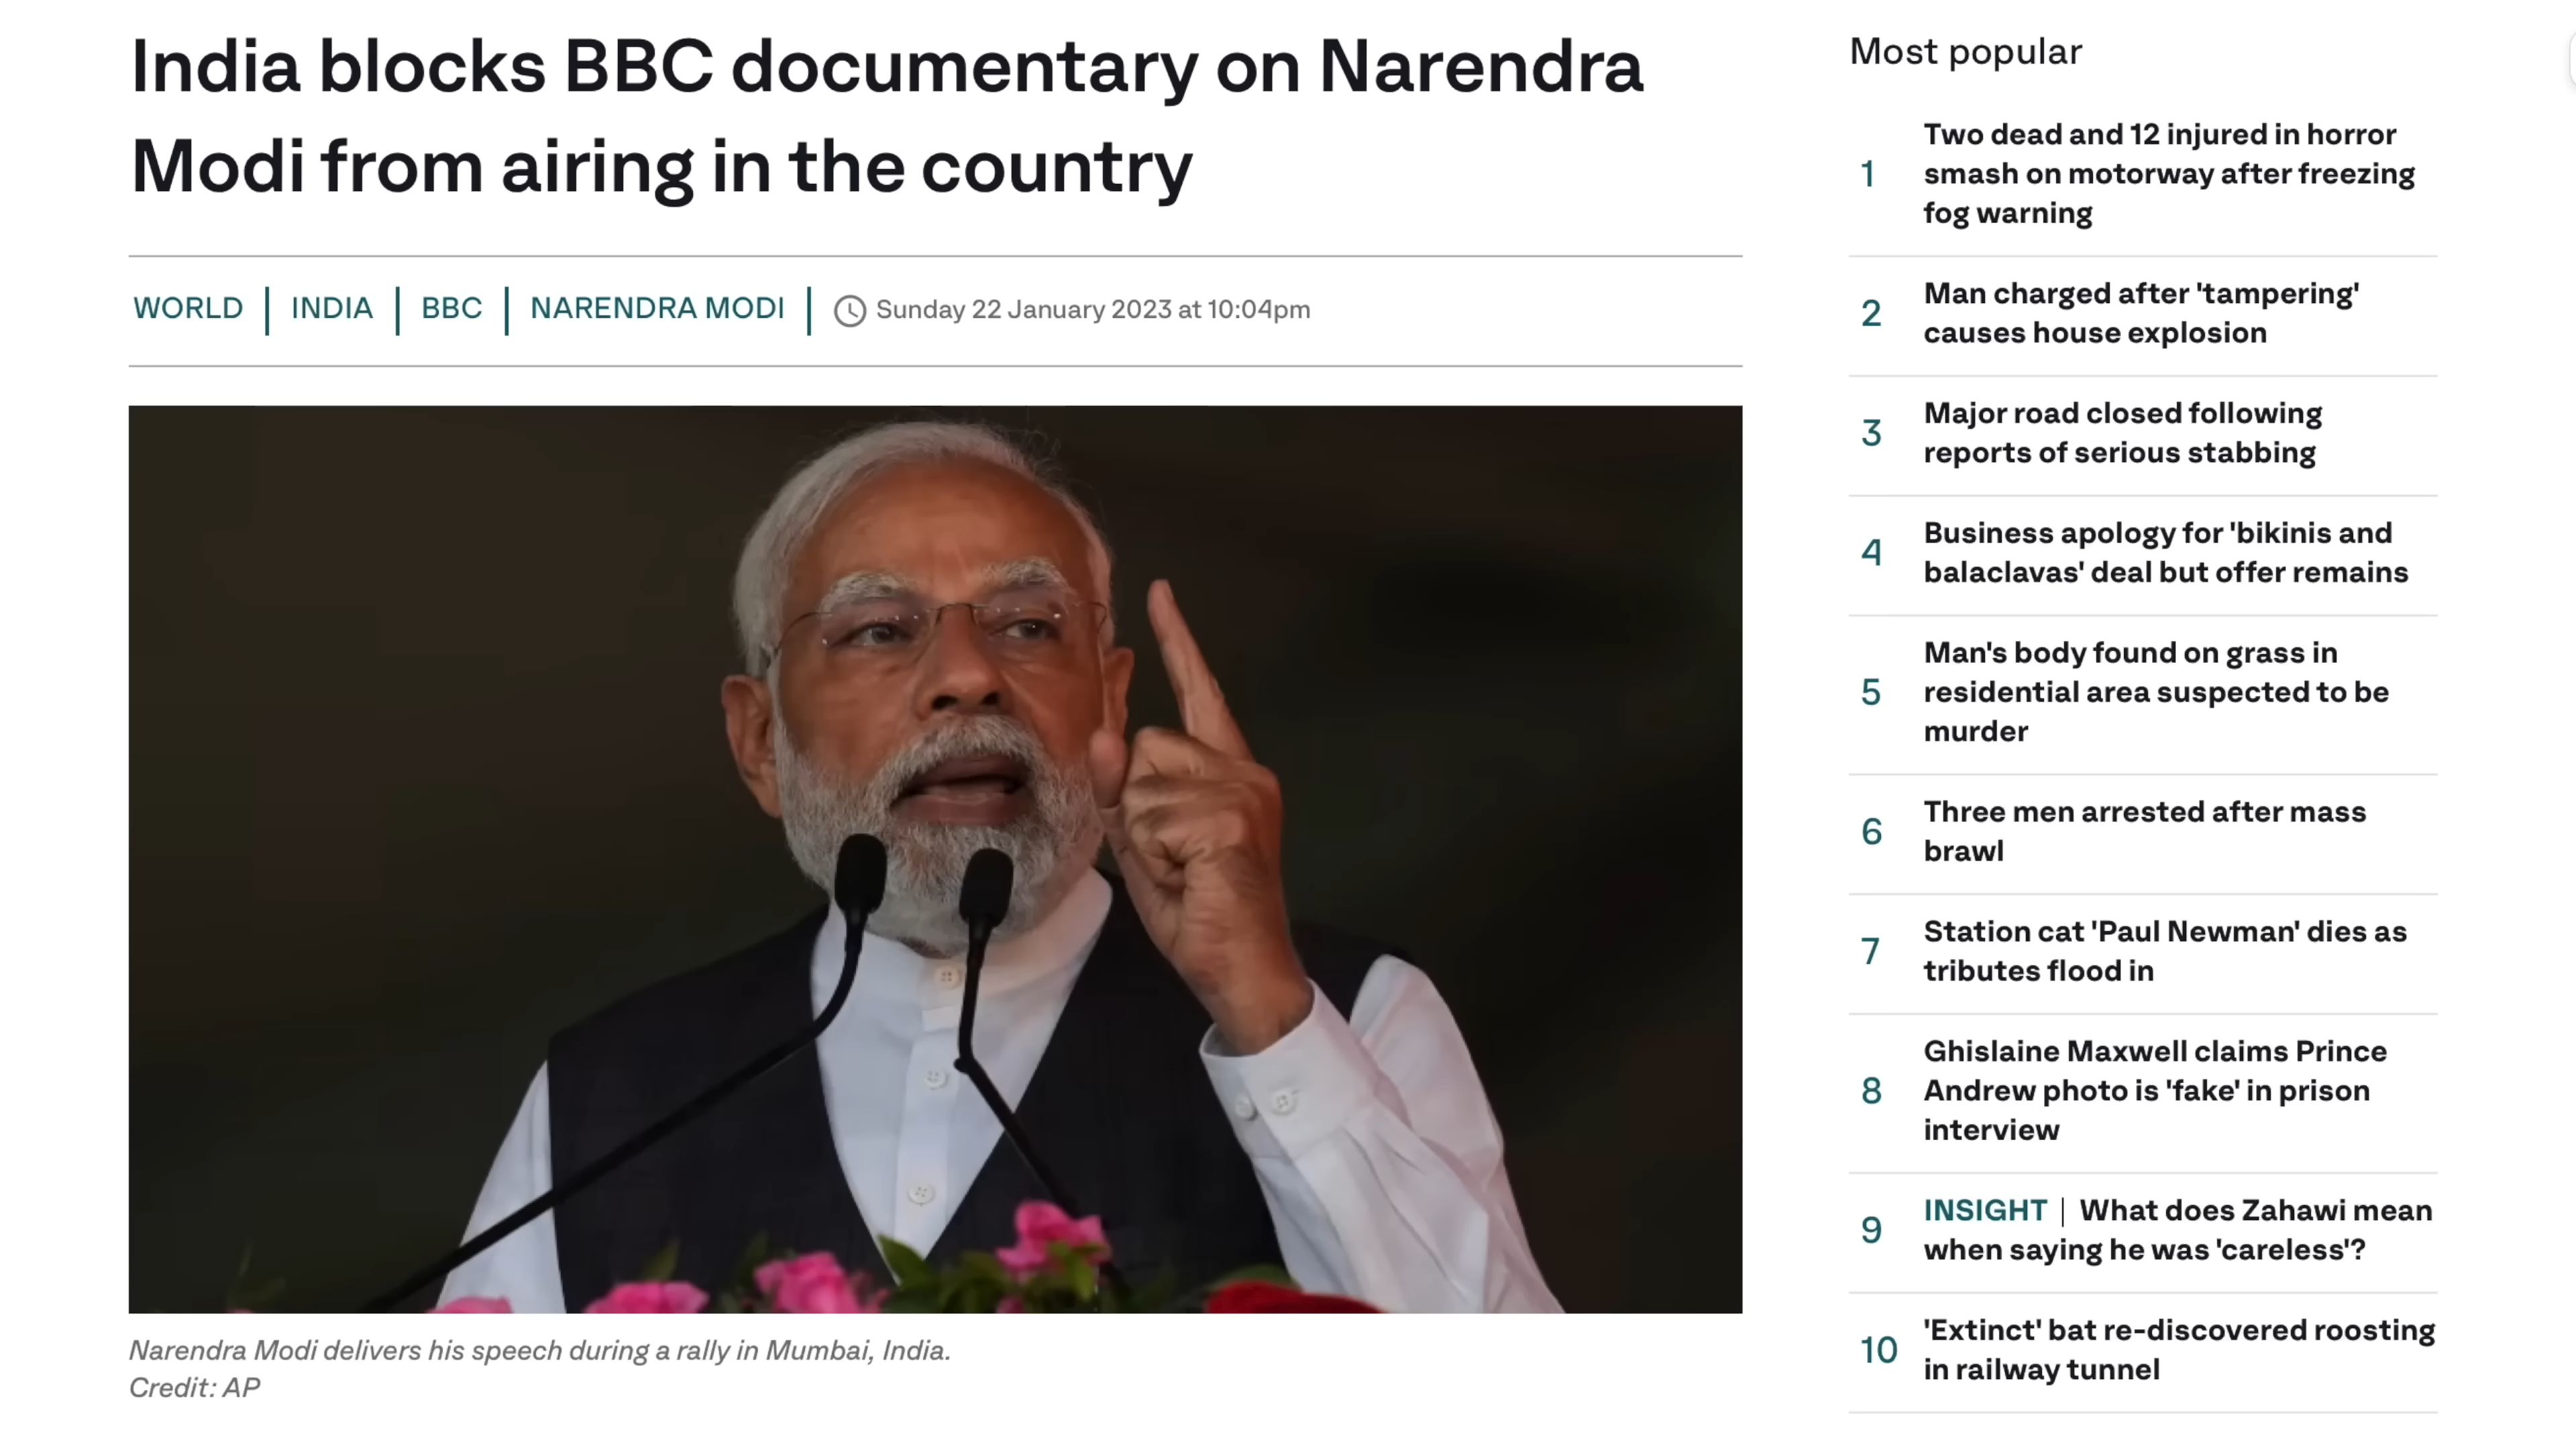 India blocks BBC documentary on Narendra
Modi from airing in the country
WORLD | INDIA | BBC | NARENDRA MODI | Sunday 22 January 2023 at 10:04pm
Narendra Modi delivers his speech during a rally in Mumbai, India.
Credit: AP
Most popular
1
Two dead and 12 injured in horror
smash on motorway after freezing
fog warning
2
Man charged after 'tampering'
causes house explosion
3
Major road closed following
reports of serious stabbing
4
Business apology for 'bikinis and
balaclavas' deal but offer remains
5
Man's body found on grass in
residential area suspected to be
murder
6
Three men arrested after mass
brawl
7
Station cat 'Paul Newman' dies as
tributes flood in
8
Ghislaine Maxwell claims Prince
Andrew photo is 'fake' in prison
interview
9
INSIGHT | What does Zahawi mean
when saying he was 'careless'?
10
'Extinct' bat re-discovered roosting
in railway tunnel